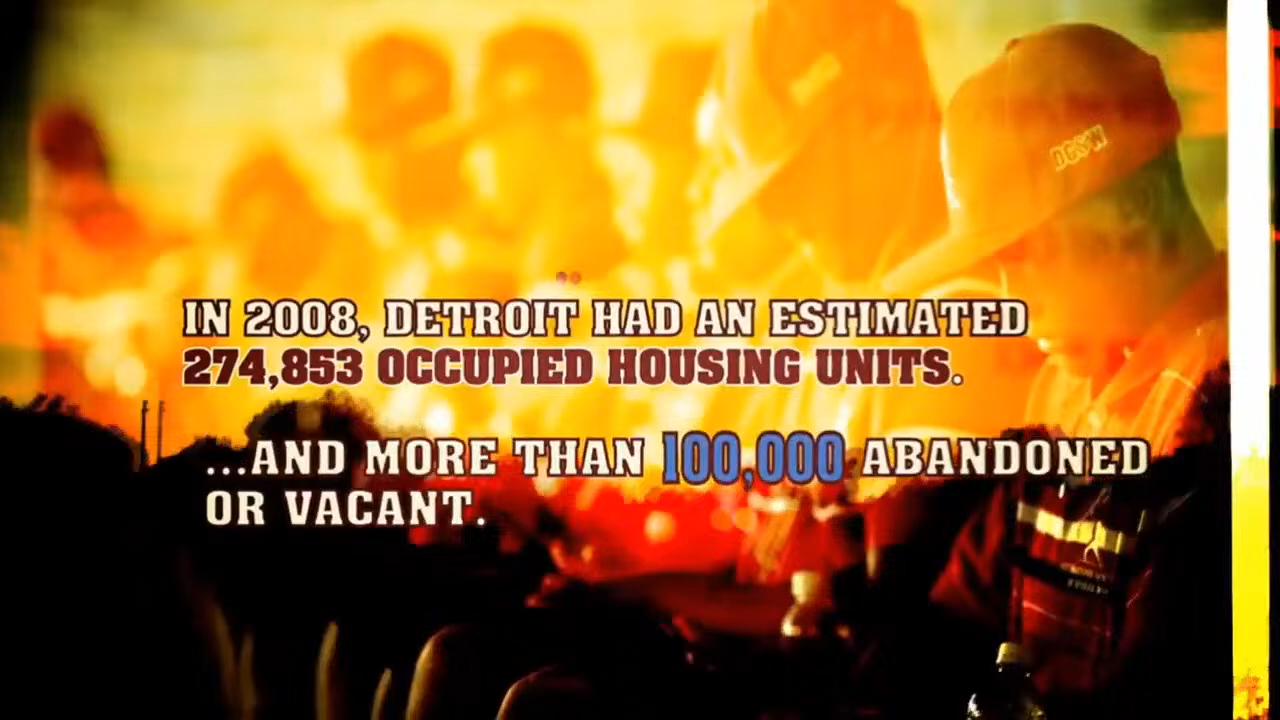 DGSW
IN 2008, DETROIT HAD AN ESTIMATED
274,853 OCCUPIED HOUSING UNITS.
...AND MORE THAN 100,000 ABANDONED
OR VACANT.